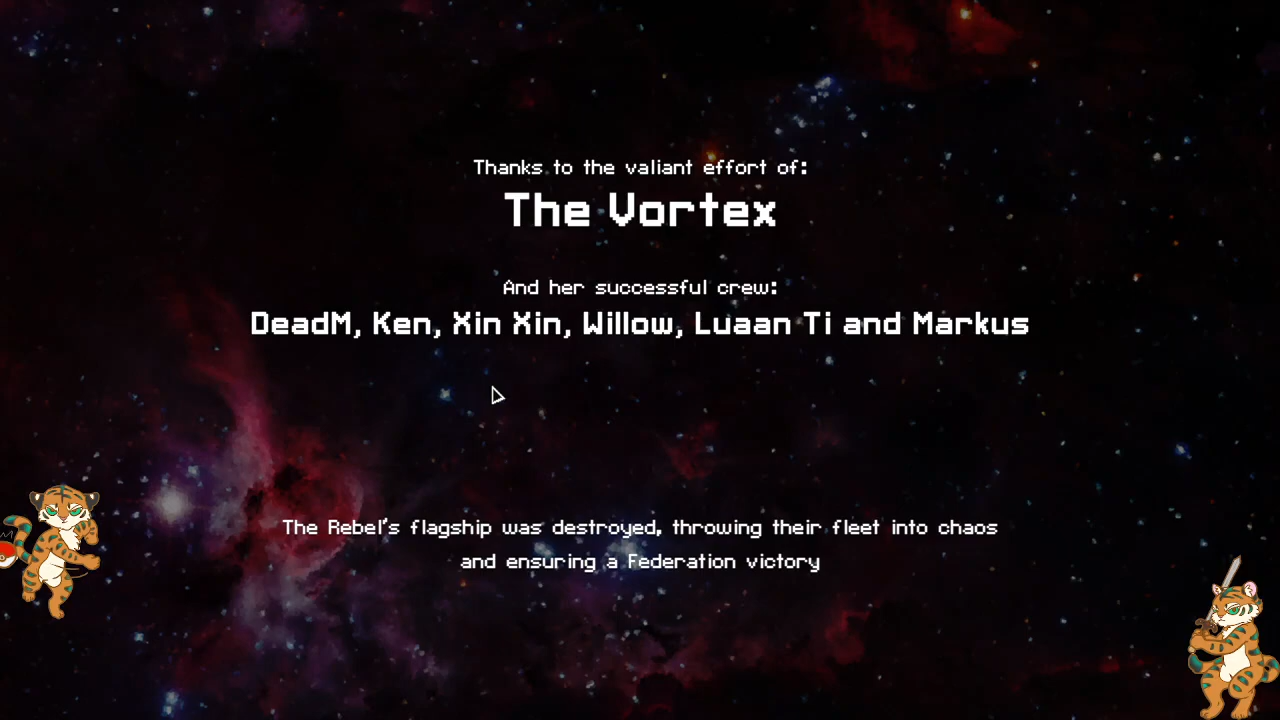 Thanks to the valiant effort of:
The Vortex
And her successful crew:
DeadM, Ken, Xin Xin, Willow, Luaan Ti and Markus
The Rebel's flagship was destroyed, throwing their fleet into chaos
and ensuring a Federation victory